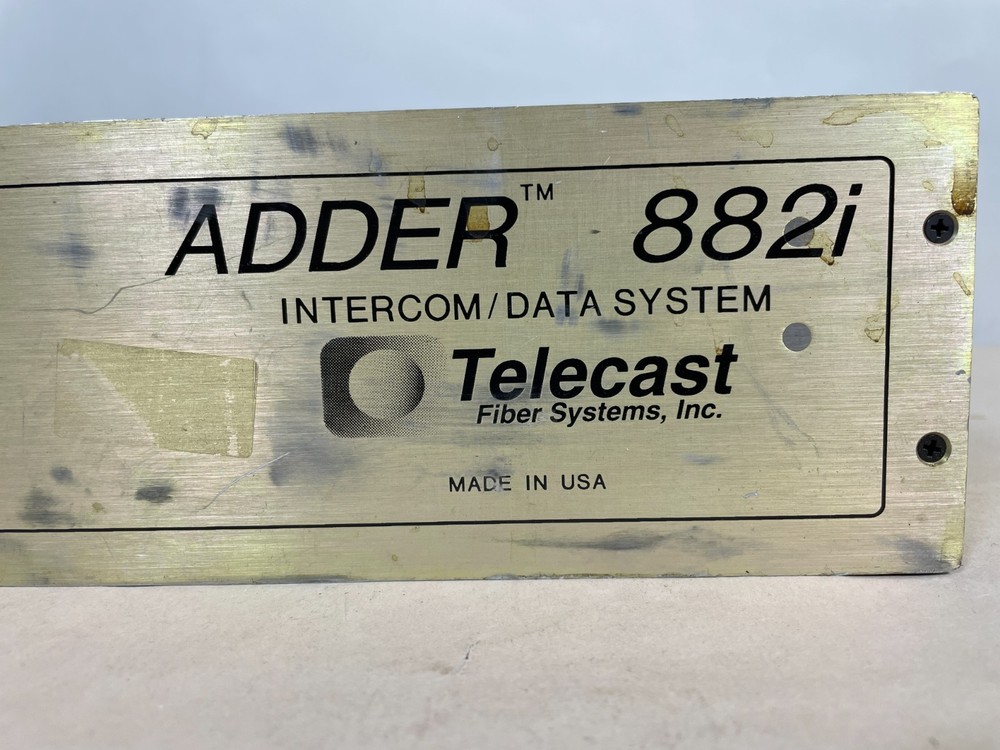 ADDER™ 882i
INTERCOM/DATA SYSTEM
Telecast
Fiber Systems, Inc.
MADE IN USA